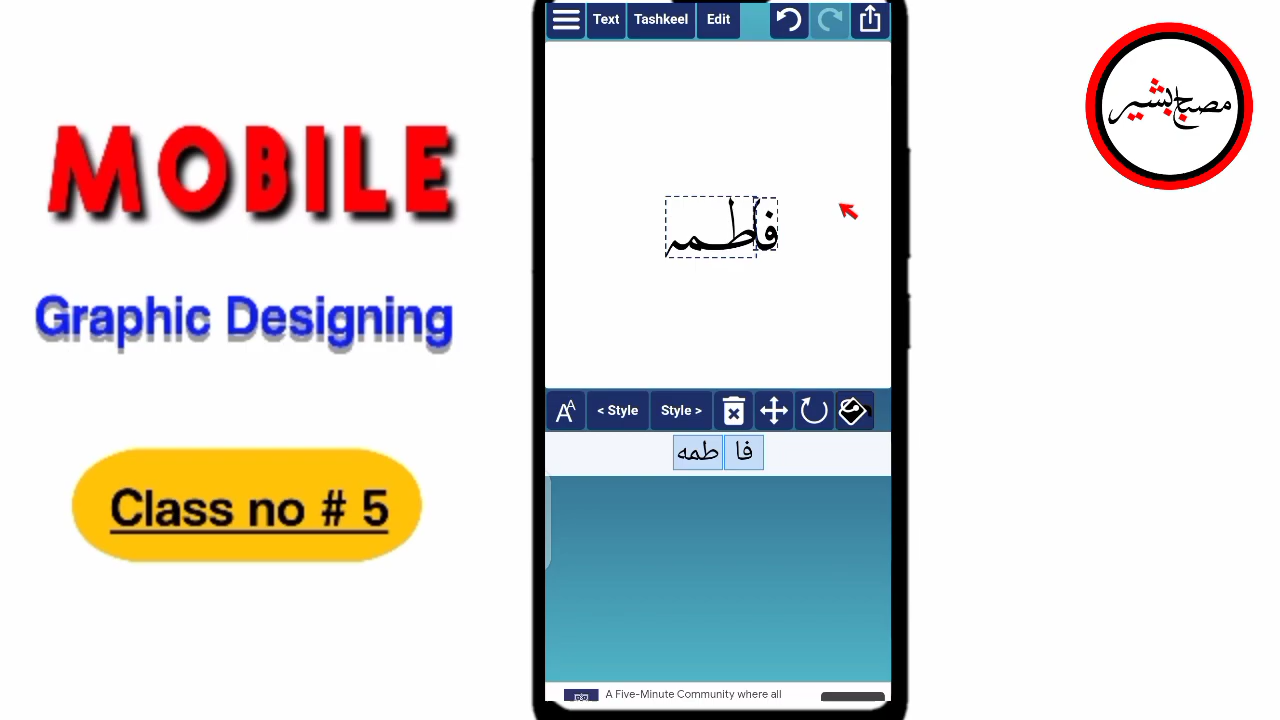 MOBILE
Graphic Designing
Class no # 5
Text
Tashkeel
Edit
فاطمہ
< Style
Style >
فا
طمه
A Five-Minute Community where all
مصباح بشیر